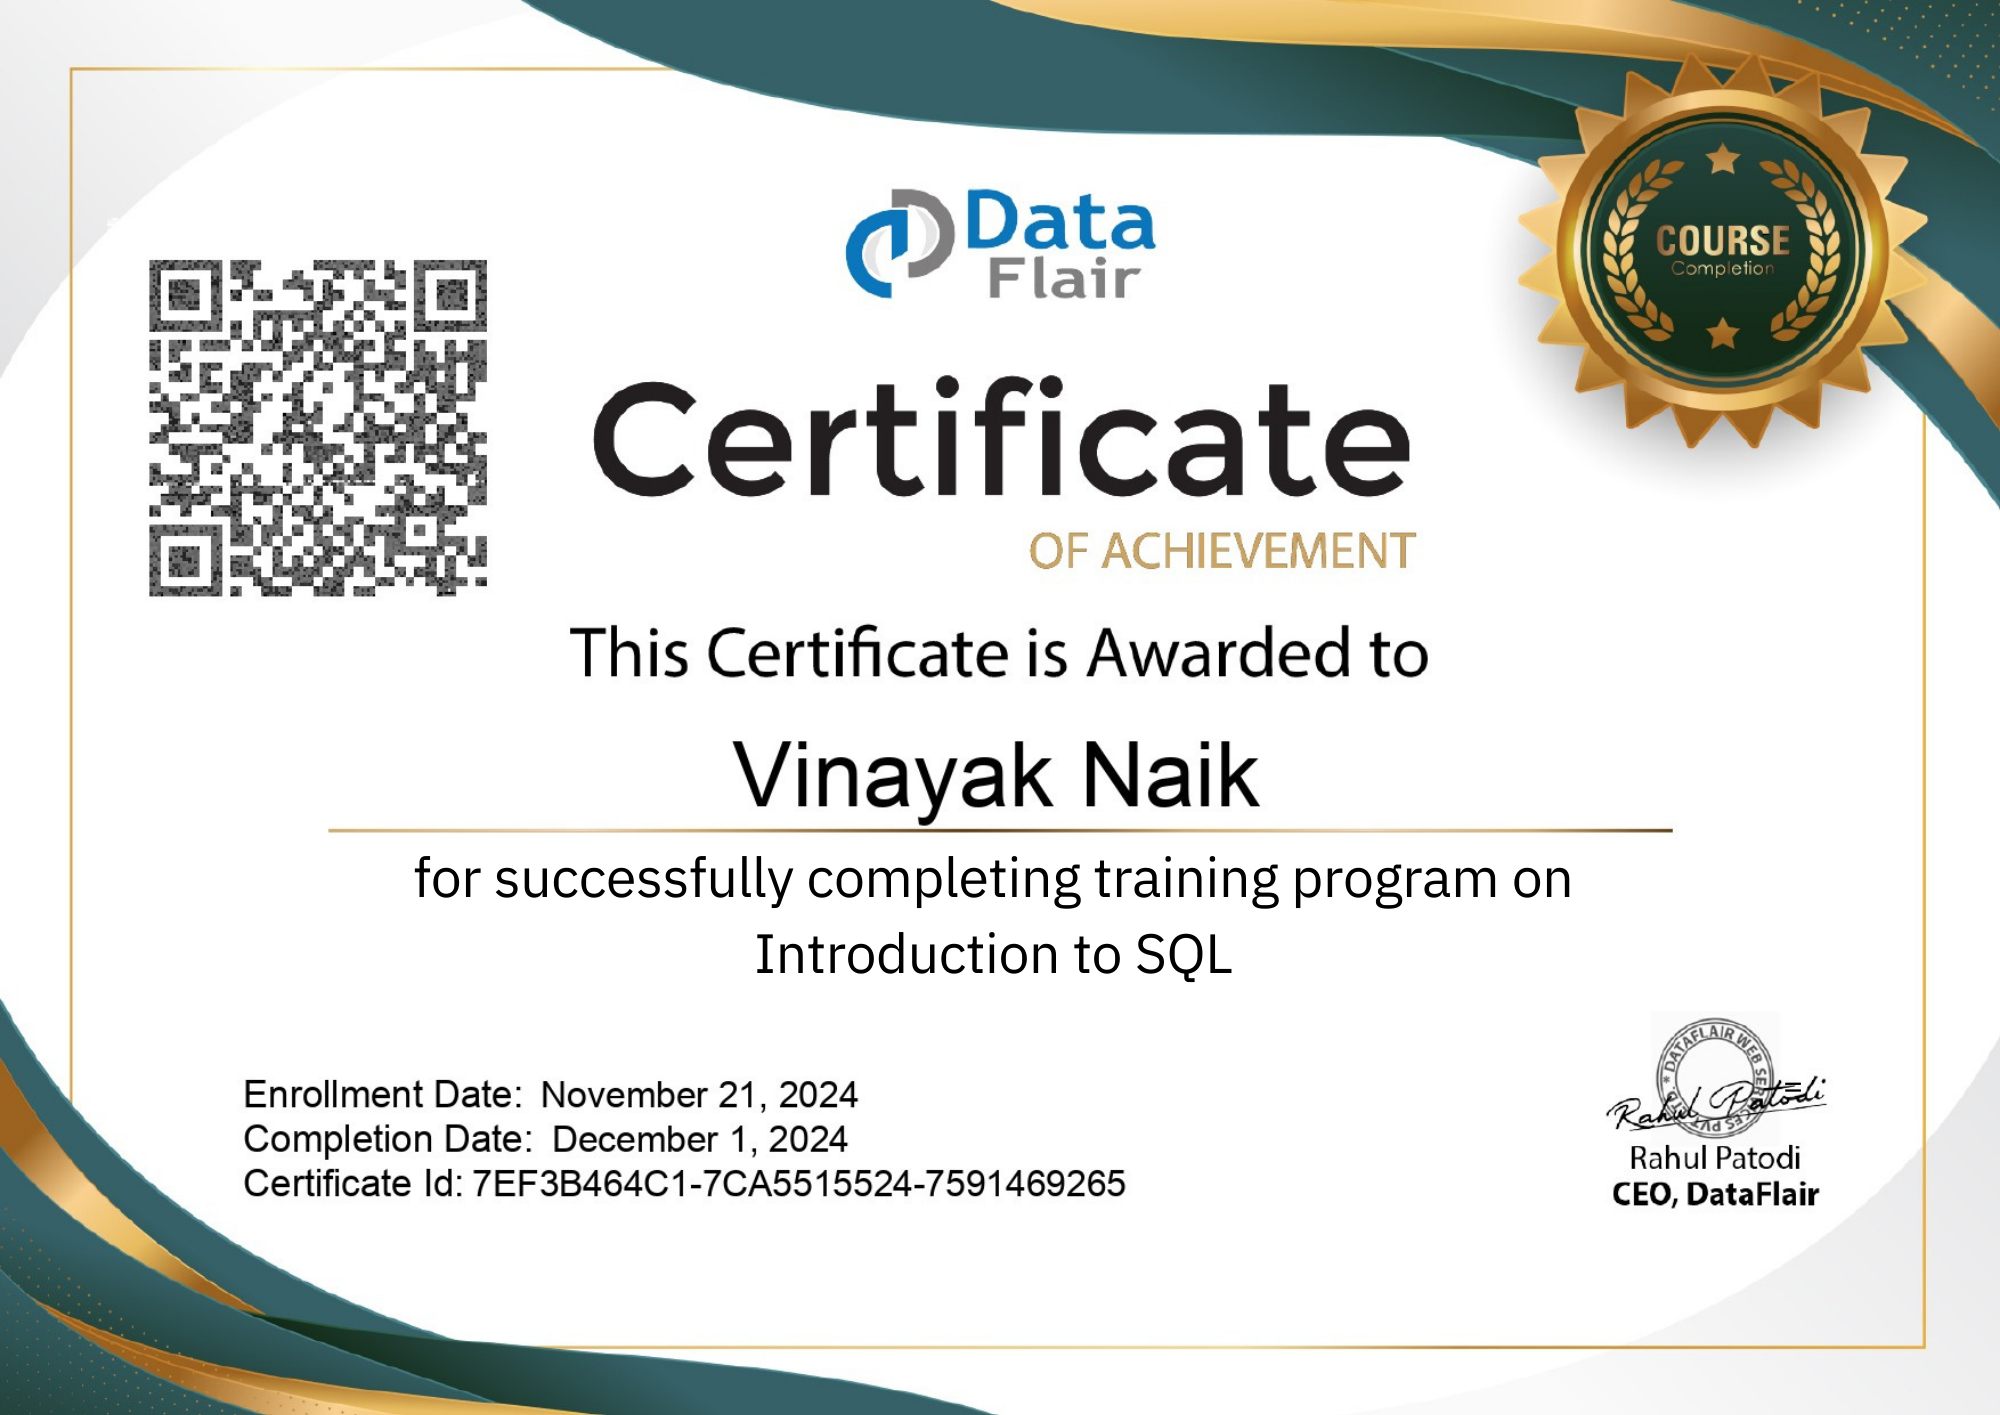 Data
Flair
COURSE
Completion
Certificate
OF ACHIEVEMENT
This Certificate is Awarded to
Vinayak Naik
for successfully completing training program on
Introduction to SQL
Enrollment Date: November 21, 2024
Completion Date: December 1, 2024
Certificate Id: 7EF3B464C1-7CA5515524-7591469265
* DATAFLAIR WEB SERVICES PVT LTD.
Rahul Patodi
Rahul Patodi
CEO, DataFlair